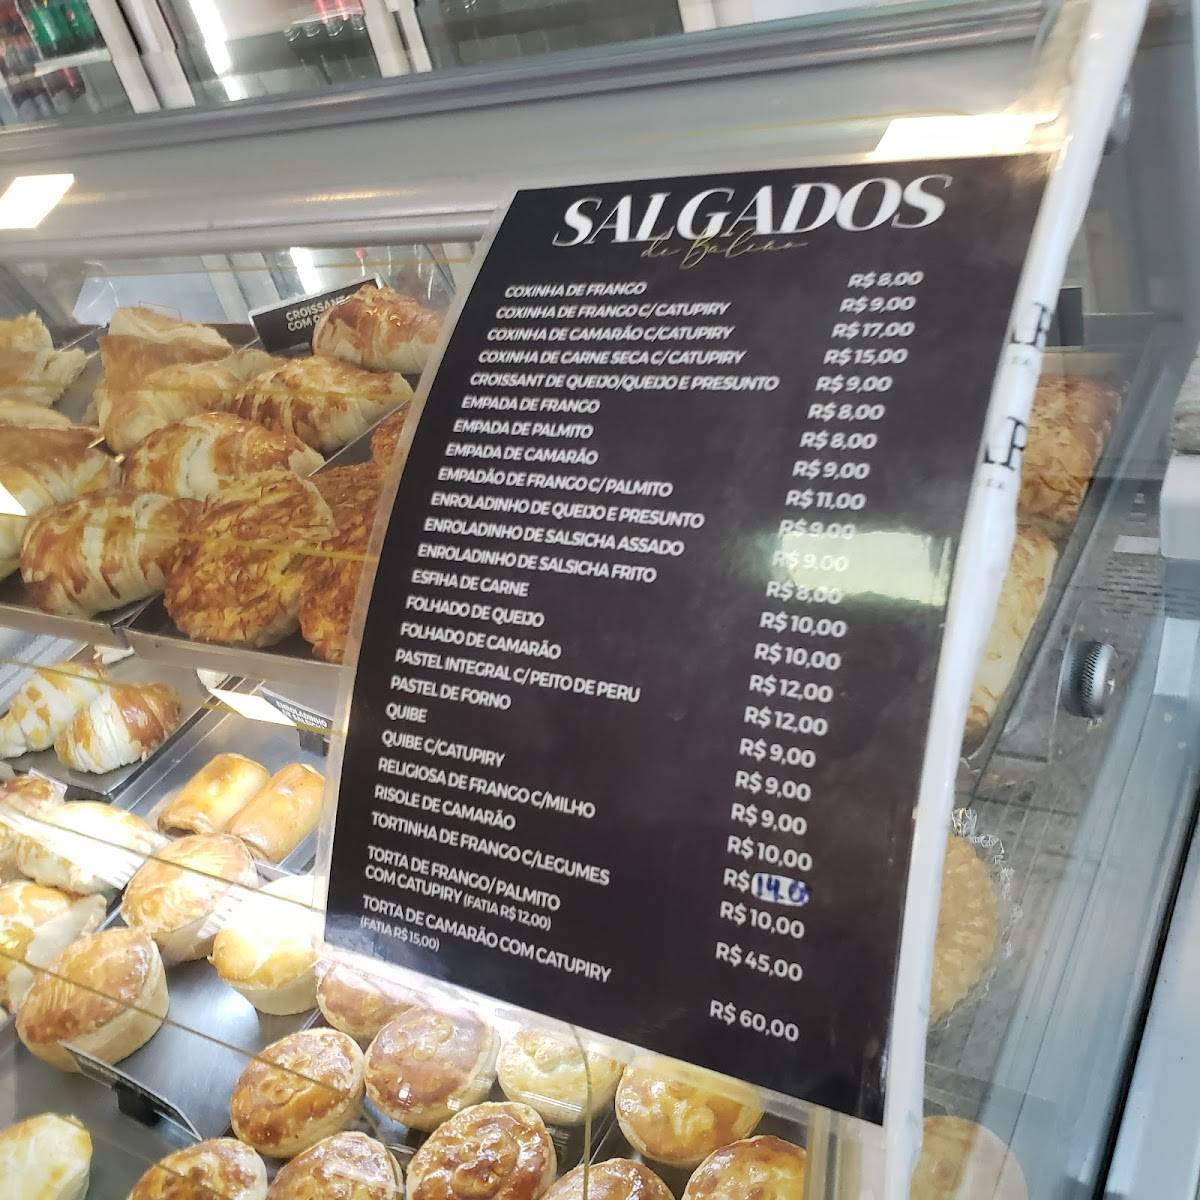 SALGADOS
de Balcão
COXINHA DE FRANGO R$ 8,00
COXINHA DE FRANGO C/CATUPIRY R$ 9,00
COXINHA DE CAMARÃO C/CATUPIRY R$ 17,00
COXINHA DE CARNE SECA C/ CATUPIRY R$ 15,00
CROISSANT DE QUEIJO/QUEIJO E PRESUNTO R$ 9,00
EMPADA DE FRANGO R$ 8,00
EMPADA DE PALMITO R$ 8,00
EMPADA DE CAMARÃO R$ 9,00
EMPADÃO DE FRANGO C/ PALMITO R$ 11,00
ENROLADINHO DE QUEIJO E PRESUNTO R$ 9,00
ENROLADINHO DE SALSICHA ASSADO R$ 9,00
ENROLADINHO DE SALSICHA FRITO R$ 8,00
ESFIHA DE CARNE R$ 10,00
FOLHADO DE QUEIJO R$ 10,00
FOLHADO DE CAMARÃO R$ 12,00
PASTEL INTEGRAL C/PEITO DE PERU R$ 12,00
PASTEL DE FORNO R$ 9,00
QUIBE R$ 9,00
QUIBE C/CATUPIRY R$ 9,00
RELIGIOSA DE FRANGO C/MILHO R$ 10,00
RISOLE DE CAMARÃO R$ 14,0
TORTINHA DE FRANGO C/LEGUMES R$ 10,00
TORTA DE FRANGO/ PALMITO
COM CATUPIRY (FATIA R$ 12,00) R$ 45,00
TORTA DE CAMARÃO COM CATUPIRY
(FATIA R$ 15,00) R$ 60,00
CROISSANT
COM
ENROLADINHO